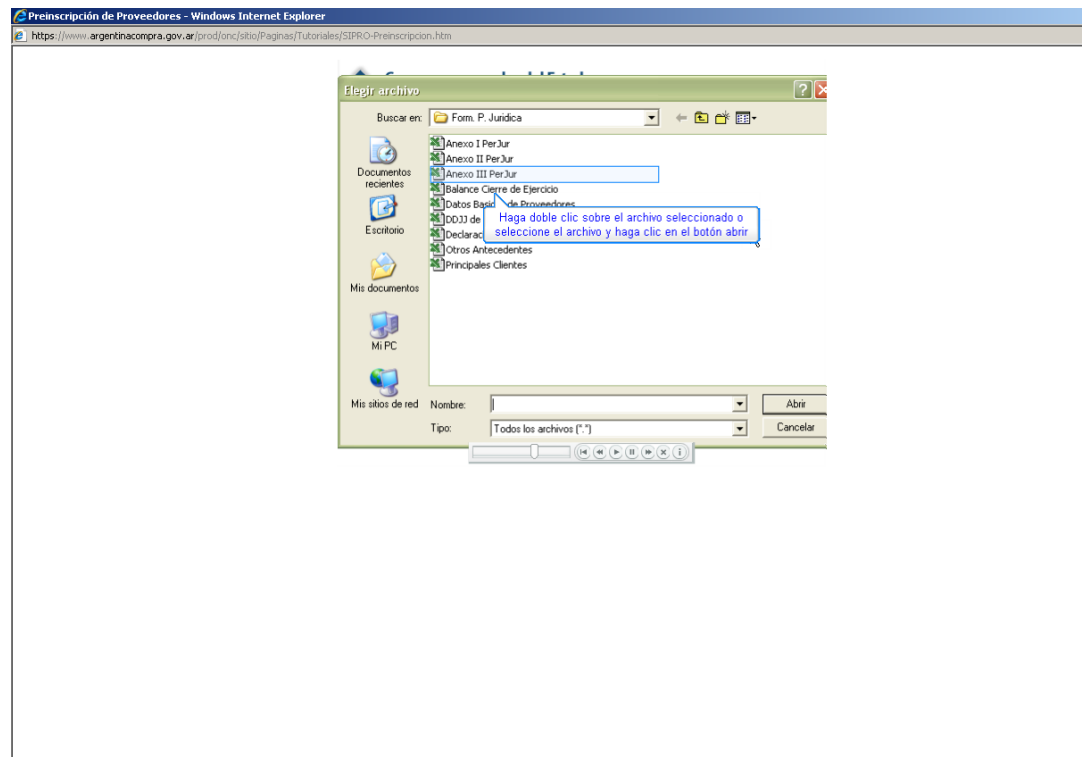 Preinscripción de Proveedores - Windows Internet Explorer
https://www.argentinacompra.gov.ar/prod/onc/sitio/Paginas/Tutoriales/SIPRO-Preinscripcion.htm
Elegir archivo
Buscar en:
Form. P. Juridica
Anexo I PerJur
Anexo II PerJur
Anexo III PerJur
Balance Cierre de Ejercicio
Datos Basicos de Proveedores
DDJJ de
Declarac
Otros Antecedentes
Principales Clientes
Haga doble clic sobre el archivo seleccionado o
seleccione el archivo y haga clic en el botón abrir
Documentos
recientes
Escritorio
Mis documentos
Mi PC
Mis sitios de red
Nombre:
Abrir
Tipo:
Todos los archivos (*.*)
Cancelar